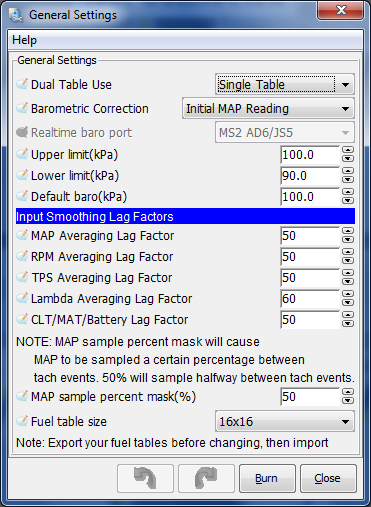 General Settings
Help
General Settings
Dual Table Use Single Table
Barometric Correction Initial MAP Reading
Realtime baro port MS2 AD6/JS5
Upper limit(kPa) 100.0
Lower limit(kPa) 90.0
Default baro(kPa) 100.0
Input Smoothing Lag Factors
MAP Averaging Lag Factor 50
RPM Averaging Lag Factor 50
TPS Averaging Lag Factor 50
Lambda Averaging Lag Factor 60
CLT/MAT/Battery Lag Factor 50
NOTE: MAP sample percent mask will cause
MAP to be sampled a certain percentage between
tach events. 50% will sample halfway between tach events.
MAP sample percent mask(%) 50
Fuel table size 16x16
Note: Export your fuel tables before changing, then import
Burn Close